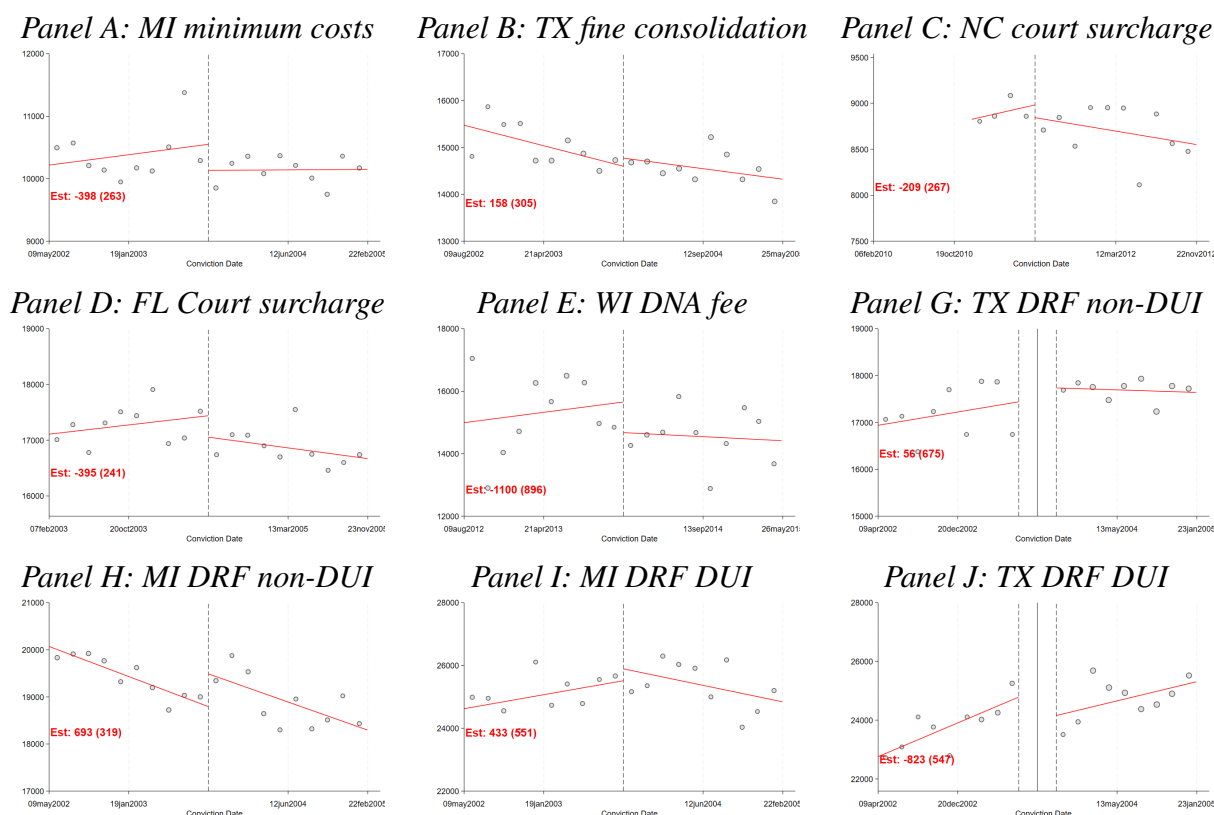 Panel A: MI minimum costs
12000
11000
10000
9000
Est: -398 (263)
09may2002
19jan2003
12jun2004
22feb2005
Conviction Date
Panel B: TX fine consolidation
17000
16000
15000
14000
13000
Est: 158 (305)
09aug2002
21apr2003
12sep2004
25may200
Conviction Date
Panel C: NC court surcharge
9500
9000
8500
8000
7500
Est: -209 (267)
06feb2010
19oct2010
12mar2012
22nov2012
Conviction Date
Panel D: FL Court surcharge
19000
18000
17000
16000
Est: -395 (241)
07feb2003
20oct2003
13mar2005
23nov2005
Conviction Date
Panel E: WI DNA fee
18000
16000
14000
12000
Est: -1100 (896)
09aug2012
21apr2013
13sep2014
26may201
Conviction Date
Panel G: TX DRF non-DUI
19000
18000
17000
16000
15000
Est: 56 (675)
09apr2002
20dec2002
13may2004
23jan2005
Conviction Date
Panel H: MI DRF non-DUI
21000
20000
19000
18000
17000
Est: 693 (319)
09may2002
19jan2003
12jun2004
22feb2005
Conviction Date
Panel I: MI DRF DUI
28000
26000
24000
22000
Est: 433 (551)
09may2002
19jan2003
12jun2004
22feb2005
Conviction Date
Panel J: TX DRF DUI
28000
26000
24000
22000
Est: -823 (547)
09apr2002
20dec2002
13may2004
23jan2005
Conviction Date